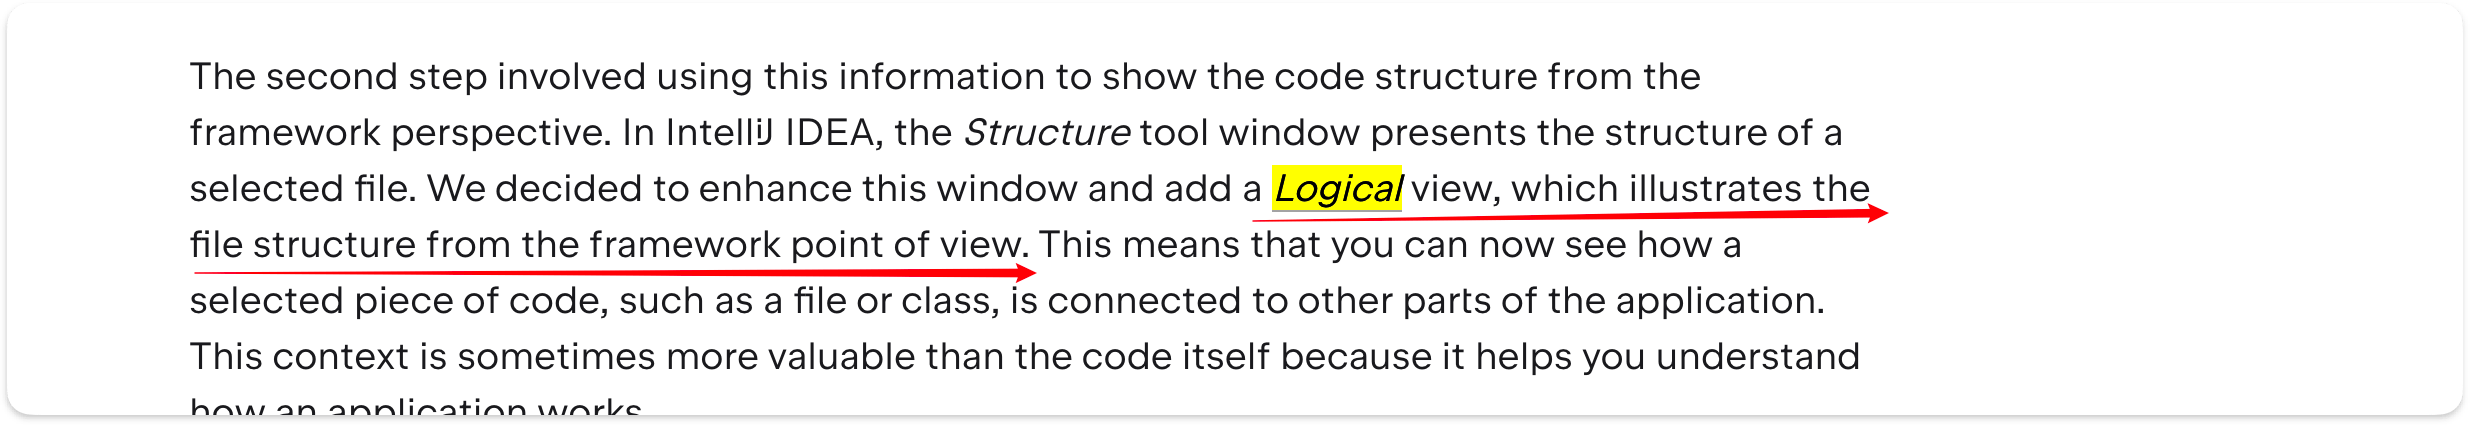 The second step involved using this information to show the code structure from the
framework perspective. In IntelliJ IDEA, the Structure tool window presents the structure of a
selected file. We decided to enhance this window and add a Logical view, which illustrates the
file structure from the framework point of view. This means that you can now see how a
selected piece of code, such as a file or class, is connected to other parts of the application.
This context is sometimes more valuable than the code itself because it helps you understand
how an application works